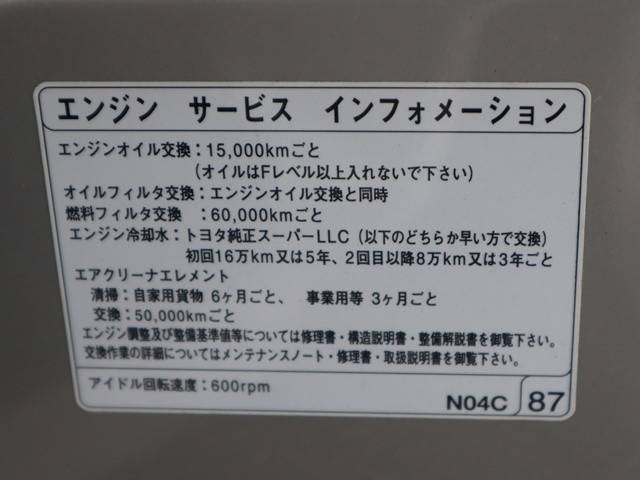 エンジン サービス インフォメーション
エンジンオイル交換：15,000kmごと
（オイルはFレベル以上入れないで下さい）
オイルフィルタ交換：エンジンオイル交換と同時
燃料フィルタ交換 ：60,000kmごと
エンジン冷却水：トヨタ純正スーパーLLC（以下のどちらか早い方で交換）
初回16万km又は5年、2回目以降8万km又は3年ごと
エアクリーナエレメント
清掃：自家用貨物 6ヶ月ごと、 事業用等 3ヶ月ごと
交換：50,000kmごと
エンジン調整及び整備基準値等については修理書・構造説明書・整備解説書を御覧下さい。
交換作業の詳細についてはメンテナンスノート・修理書・取扱説明書を御覧下さい。
アイドル回転速度：600rpm
N04C 87